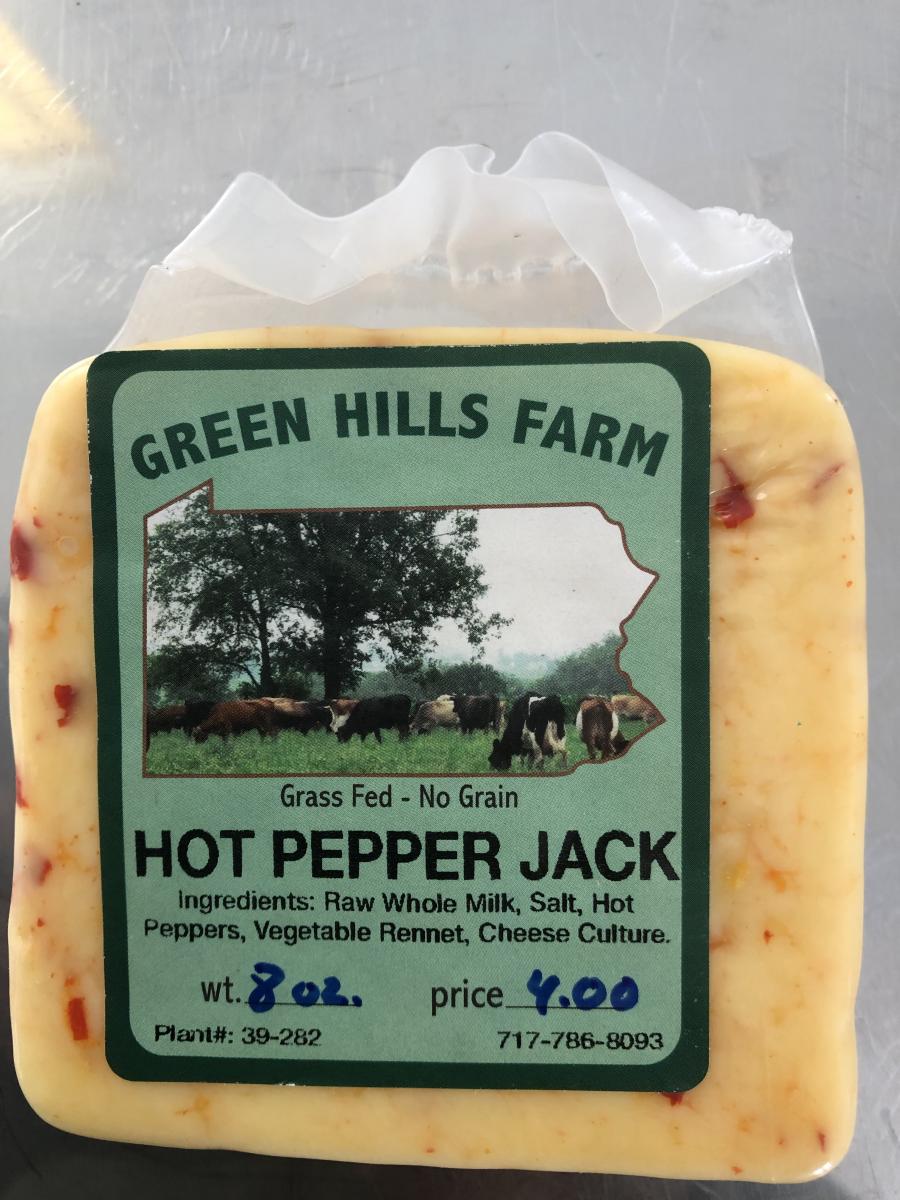 GREEN HILLS FARM
Grass Fed - No Grain
HOT PEPPER JACK
Ingredients: Raw Whole Milk, Salt, Hot
Peppers, Vegetable Rennet, Cheese Culture.
wt. 8 oz. price 4.00
Plant#: 39-282 717-786-8093